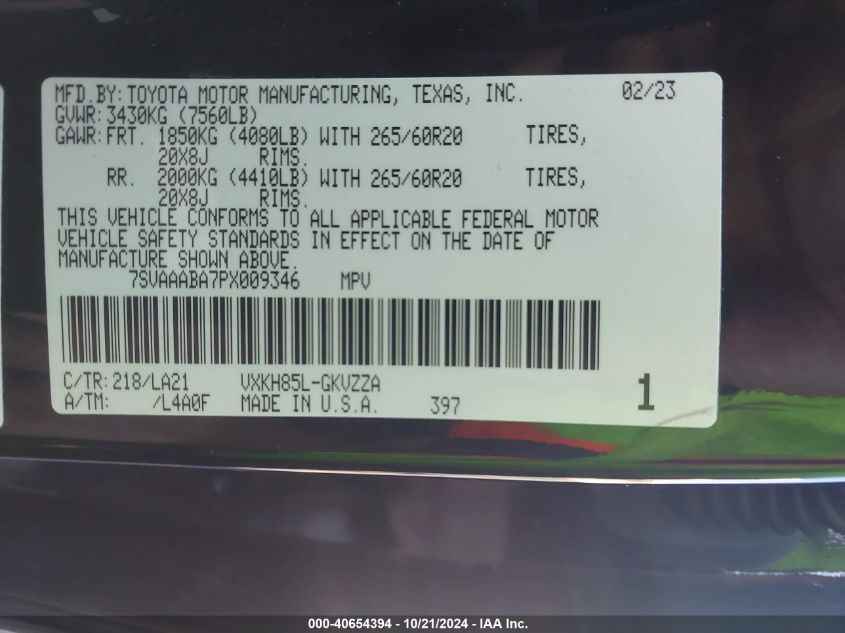 MFD.BY: TOYOTA MOTOR MANUFACTURING, TEXAS, INC. 02/23
GVWR: 3430KG (7560LB)
GAWR: FRT. 1850KG (4080LB) WITH 265/60R20 TIRES,
20X8J RIMS.
RR. 2000KG (4410LB) WITH 265/60R20 TIRES,
20X8J RIMS.
THIS VEHICLE CONFORMS TO ALL APPLICABLE FEDERAL MOTOR
VEHICLE SAFETY STANDARDS IN EFFECT ON THE DATE OF
MANUFACTURE SHOWN ABOVE.
7SVAAABA7PX009346 MPV
C/TR: 218/LA21 VXKH85L-GKVZZA
A/TM: /L4A0F MADE IN U.S.A. 397 1
000-40654394 - 10/21/2024 - IAA Inc.